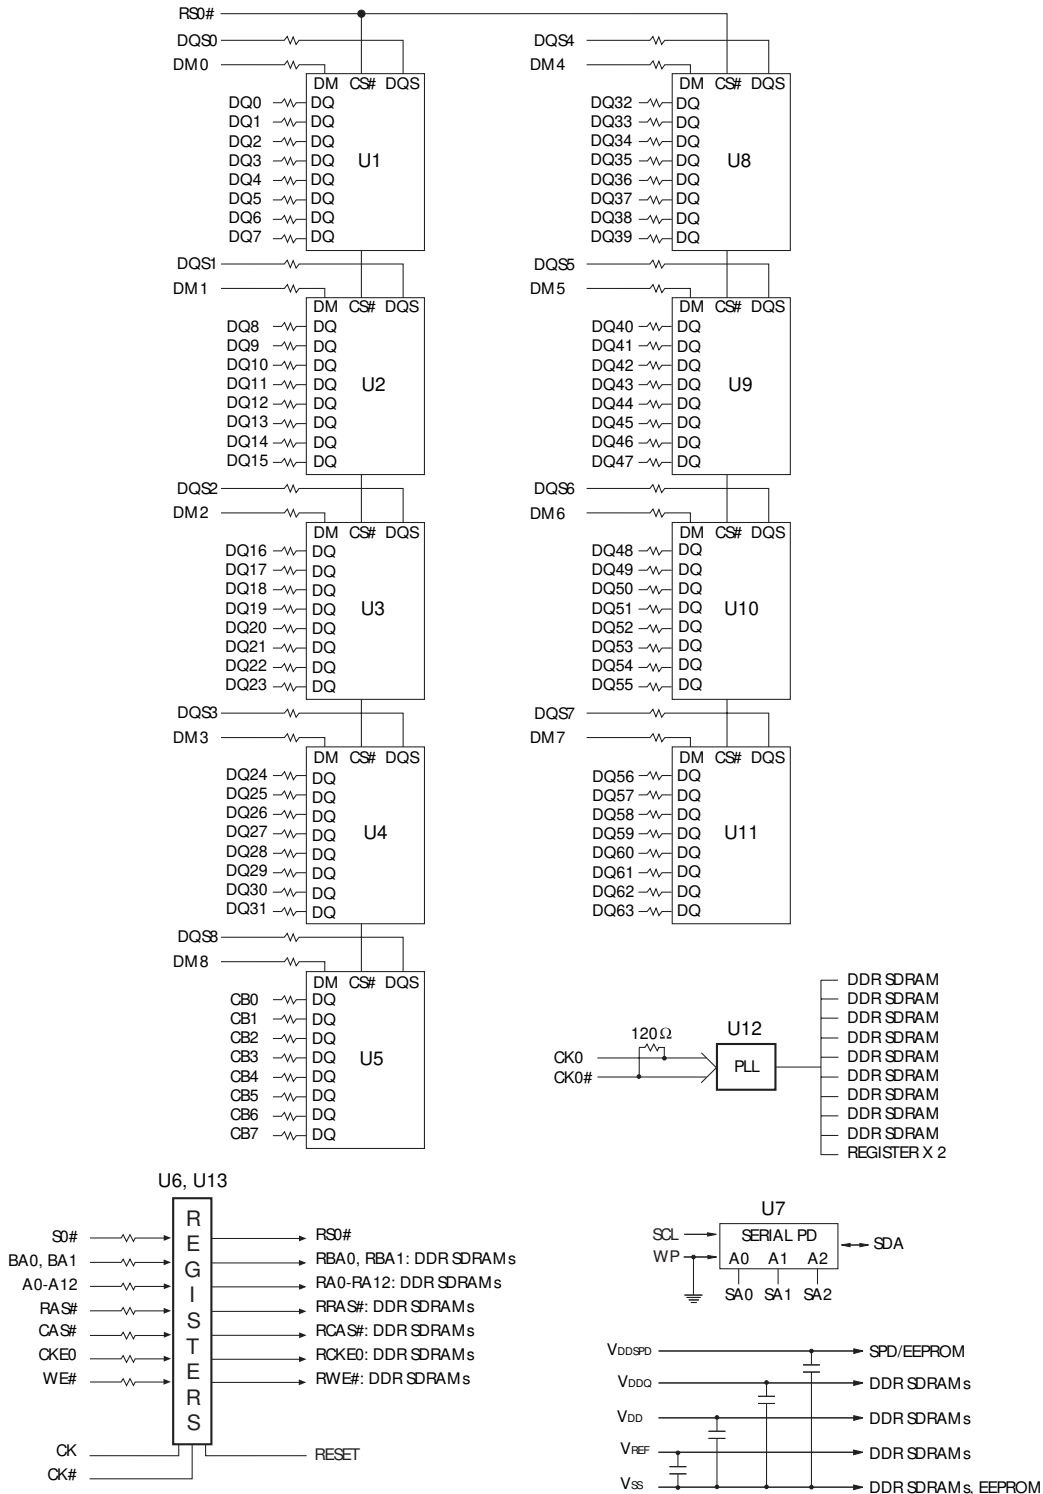 RS0#
DQS0
DM0
DM CS# DQS
DQ0 DQ
DQ1 DQ
DQ2 DQ
DQ3 DQ
DQ4 DQ
DQ5 DQ
DQ6 DQ
DQ7 DQ
U1
DQS1
DM1
DM CS# DQS
DQ8 DQ
DQ9 DQ
DQ10 DQ
DQ11 DQ
DQ12 DQ
DQ13 DQ
DQ14 DQ
DQ15 DQ
U2
DQS2
DM2
DM CS# DQS
DQ16 DQ
DQ17 DQ
DQ18 DQ
DQ19 DQ
DQ20 DQ
DQ21 DQ
DQ22 DQ
DQ23 DQ
U3
DQS3
DM3
DM CS# DQS
DQ24 DQ
DQ25 DQ
DQ26 DQ
DQ27 DQ
DQ28 DQ
DQ29 DQ
DQ30 DQ
DQ31 DQ
U4
DQS8
DM8
DM CS# DQS
CB0 DQ
CB1 DQ
CB2 DQ
CB3 DQ
CB4 DQ
CB5 DQ
CB6 DQ
CB7 DQ
U5
DQS4
DM4
DM CS# DQS
DQ32 DQ
DQ33 DQ
DQ34 DQ
DQ35 DQ
DQ36 DQ
DQ37 DQ
DQ38 DQ
DQ39 DQ
U8
DQS5
DM5
DM CS# DQS
DQ40 DQ
DQ41 DQ
DQ42 DQ
DQ43 DQ
DQ44 DQ
DQ45 DQ
DQ46 DQ
DQ47 DQ
U9
DQS6
DM6
DM CS# DQS
DQ48 DQ
DQ49 DQ
DQ50 DQ
DQ51 DQ
DQ52 DQ
DQ53 DQ
DQ54 DQ
DQ55 DQ
U10
DQS7
DM7
DM CS# DQS
DQ56 DQ
DQ57 DQ
DQ58 DQ
DQ59 DQ
DQ60 DQ
DQ61 DQ
DQ62 DQ
DQ63 DQ
U11
120Ω
U12
CK0
CK0#
PLL
DDR SDRAM
DDR SDRAM
DDR SDRAM
DDR SDRAM
DDR SDRAM
DDR SDRAM
DDR SDRAM
DDR SDRAM
DDR SDRAM
REGISTER X 2
U6, U13
REGISTERS
S0# RS0#
BA0, BA1 RBA0, RBA1: DDR SDRAMs
A0-A12 RA0-RA12: DDR SDRAMs
RAS# RRAS#: DDR SDRAMs
CAS# RCAS#: DDR SDRAMs
CKE0 RCKE0: DDR SDRAMs
WE# RWE#: DDR SDRAMs
CK RESET
CK#
U7
SCL SERIAL PD SDA
WP A0 A1 A2
SA0 SA1 SA2
VDDSPD SPD/EEPROM
VDDQ DDR SDRAMs
VDD DDR SDRAMs
VREF DDR SDRAMs
VSS DDR SDRAMs, EEPROM